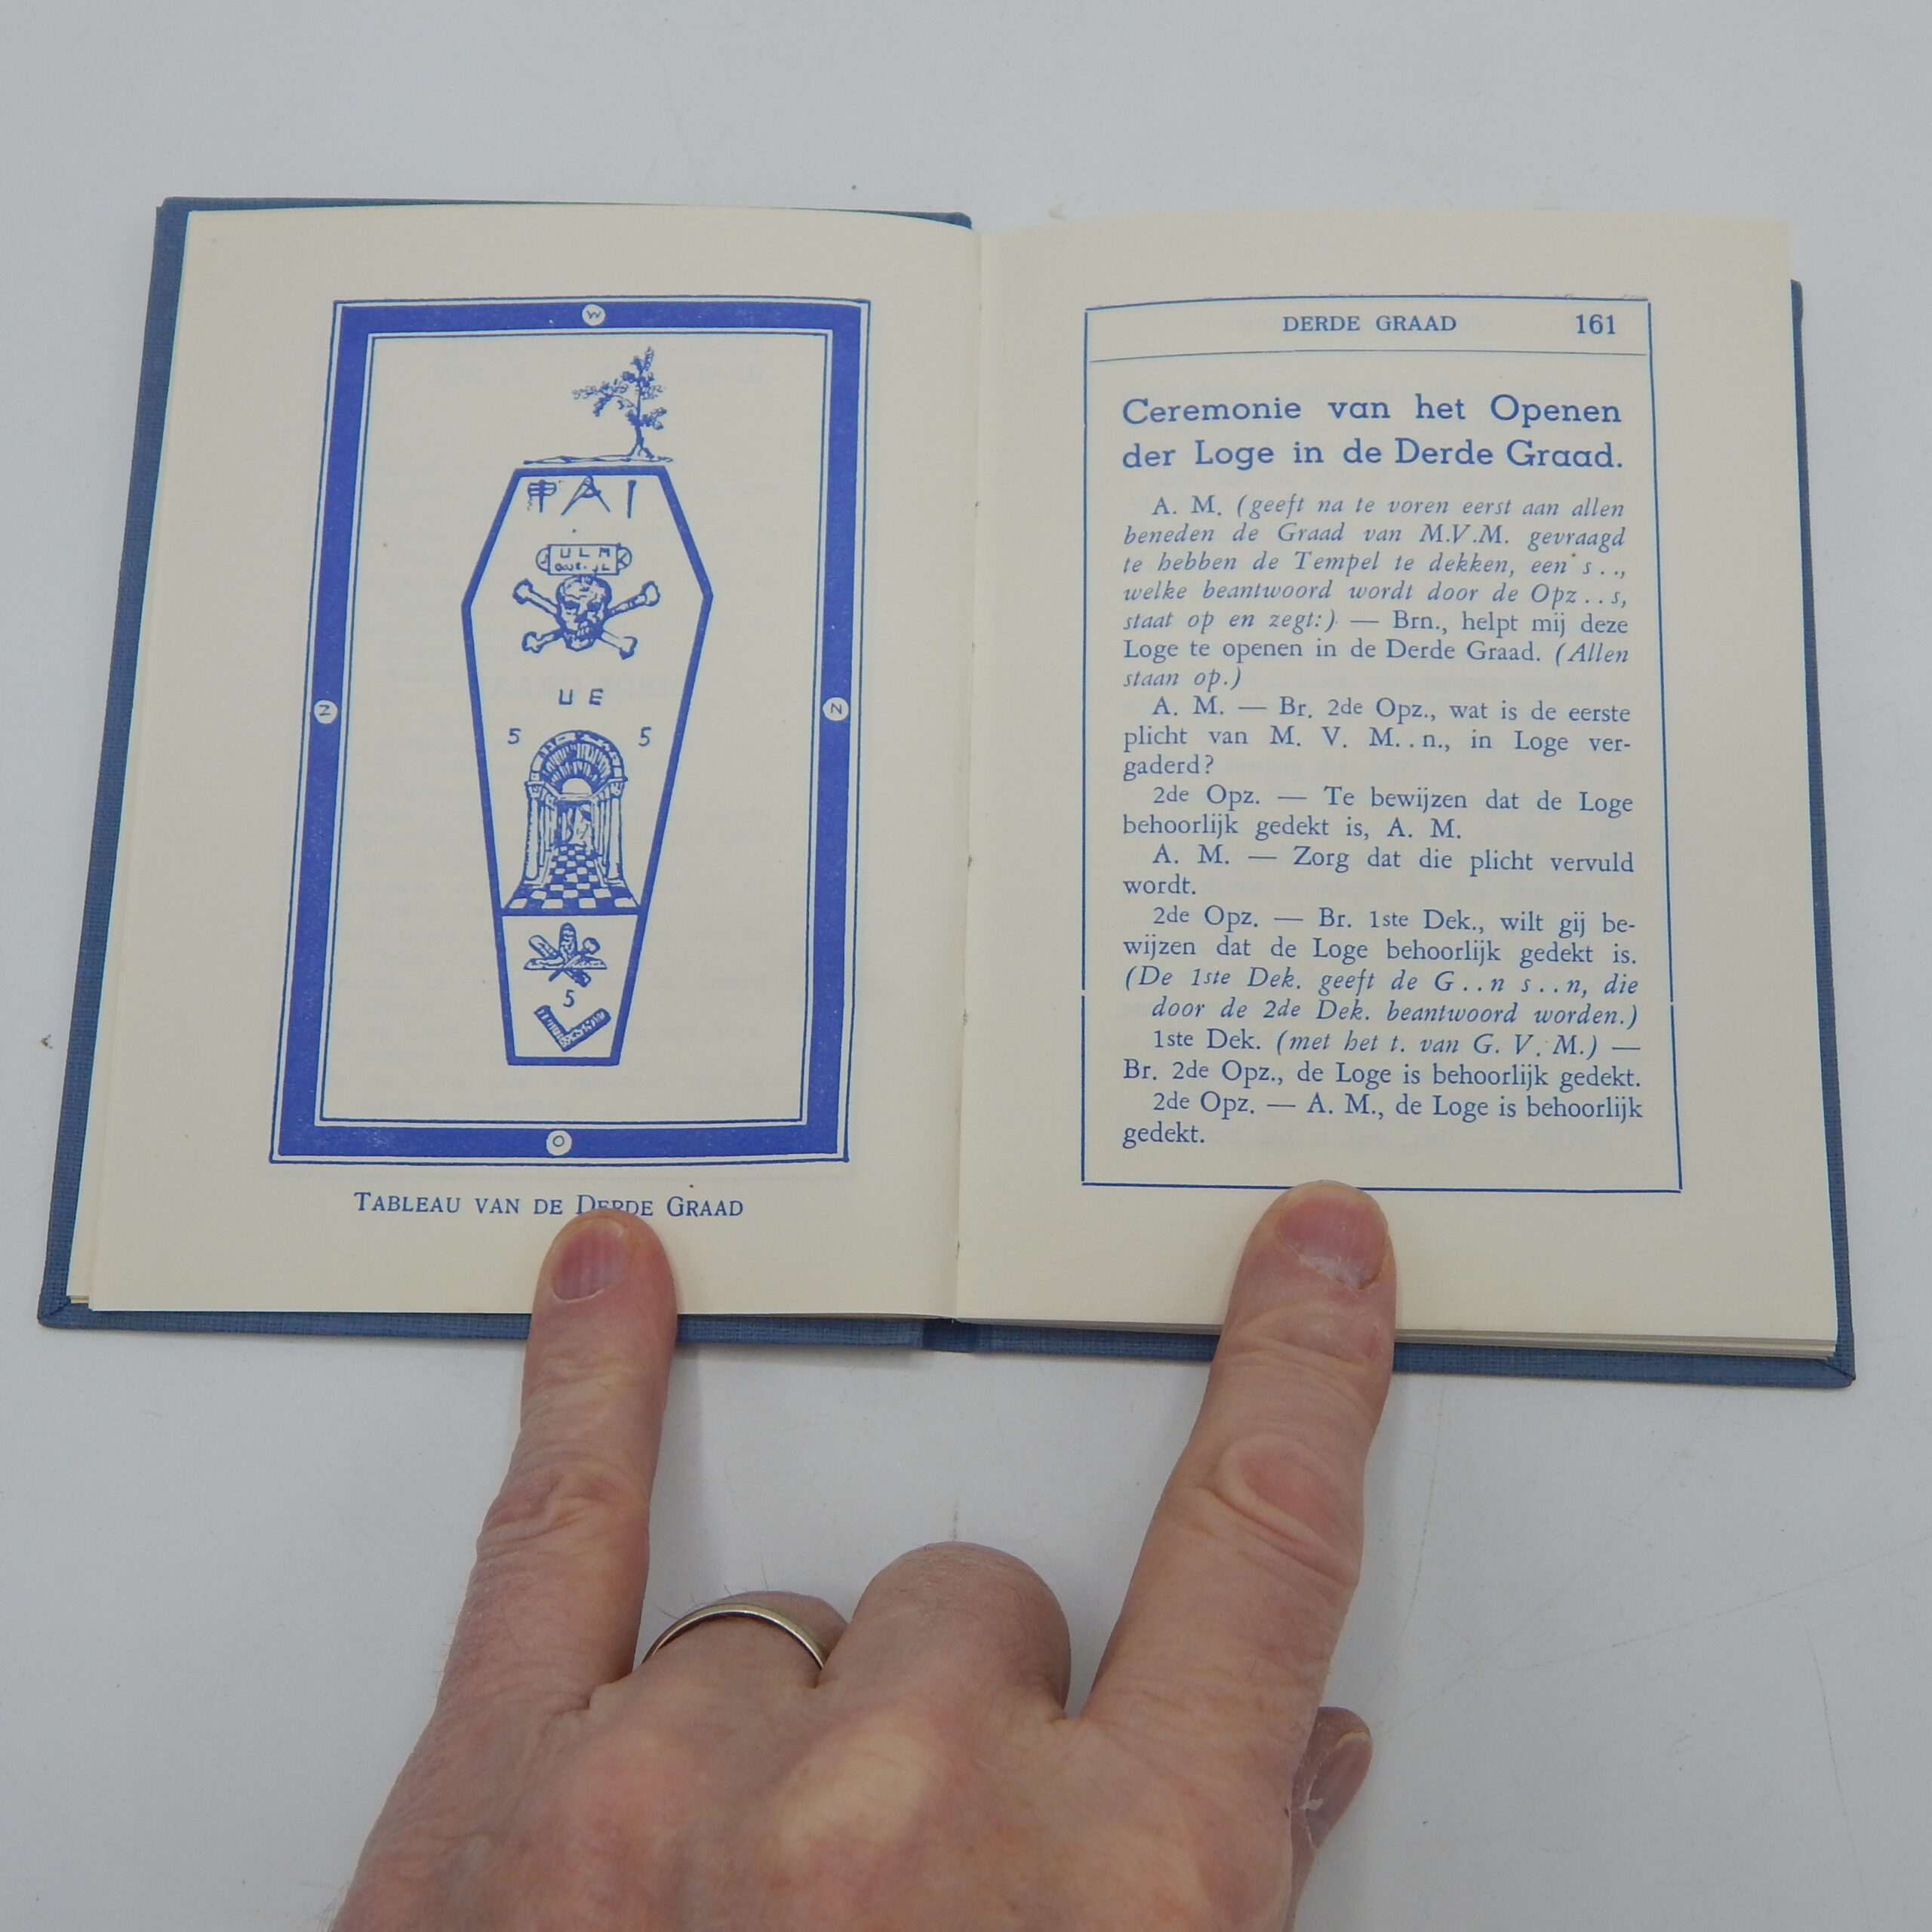 W
U L M
U E
5 5
N
Z
5
O
TABLEAU VAN DE DERDE GRAAD
DERDE GRAAD 161
Ceremonie van het Openen
der Loge in de Derde Graad.
A. M. (geeft na te voren eerst aan allen
beneden de Graad van M.V.M. gevraagd
te hebben de Tempel te dekken, een s . .,
welke beantwoord wordt door de Opz . . s,
staat op en zegt:) — Brn., helpt mij deze
Loge te openen in de Derde Graad. (Allen
staan op.)
A. M. — Br. 2de Opz., wat is de eerste
plicht van M. V. M. . n., in Loge ver-
gaderd?
2de Opz. — Te bewijzen dat de Loge
behoorlijk gedekt is, A. M.
A. M. — Zorg dat die plicht vervuld
wordt.
2de Opz. — Br. 1ste Dek., wilt gij be-
wijzen dat de Loge behoorlijk gedekt is.
(De 1ste Dek. geeft de G . . n s . . n, die
door de 2de Dek. beantwoord worden.)
1ste Dek. (met het t. van G. V. M.) —
Br. 2de Opz., de Loge is behoorlijk gedekt.
2de Opz. — A. M., de Loge is behoorlijk
gedekt.